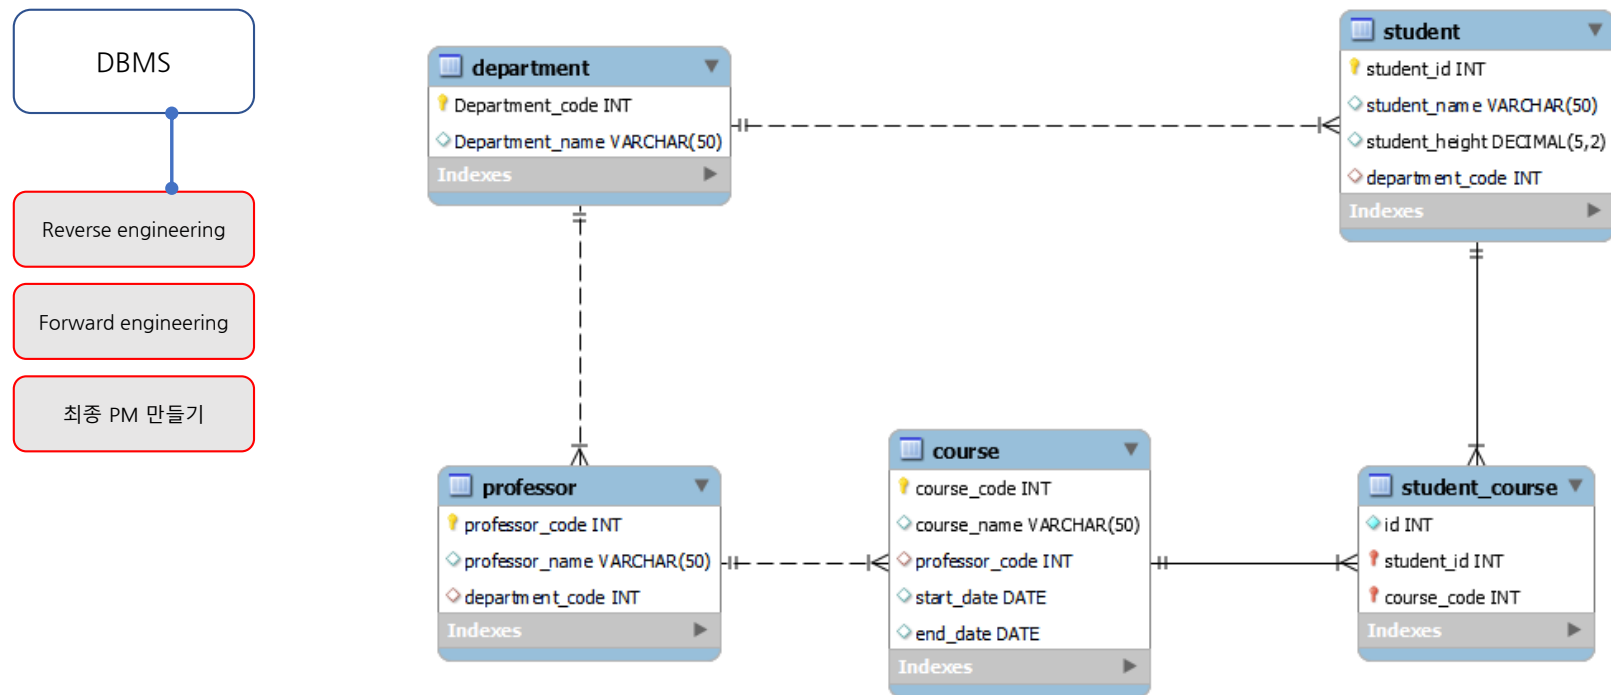 DBMS
Reverse engineering
Forward engineering
최종 PM 만들기
department
Department_code INT
Department_name VARCHAR(50)
Indexes
student
student_id INT
student_name VARCHAR(50)
student_height DECIMAL(5,2)
department_code INT
Indexes
professor
professor_code INT
professor_name VARCHAR(50)
department_code INT
Indexes
course
course_code INT
course_name VARCHAR(50)
professor_code INT
start_date DATE
end_date DATE
Indexes
student_course
id INT
student_id INT
course_code INT
Indexes